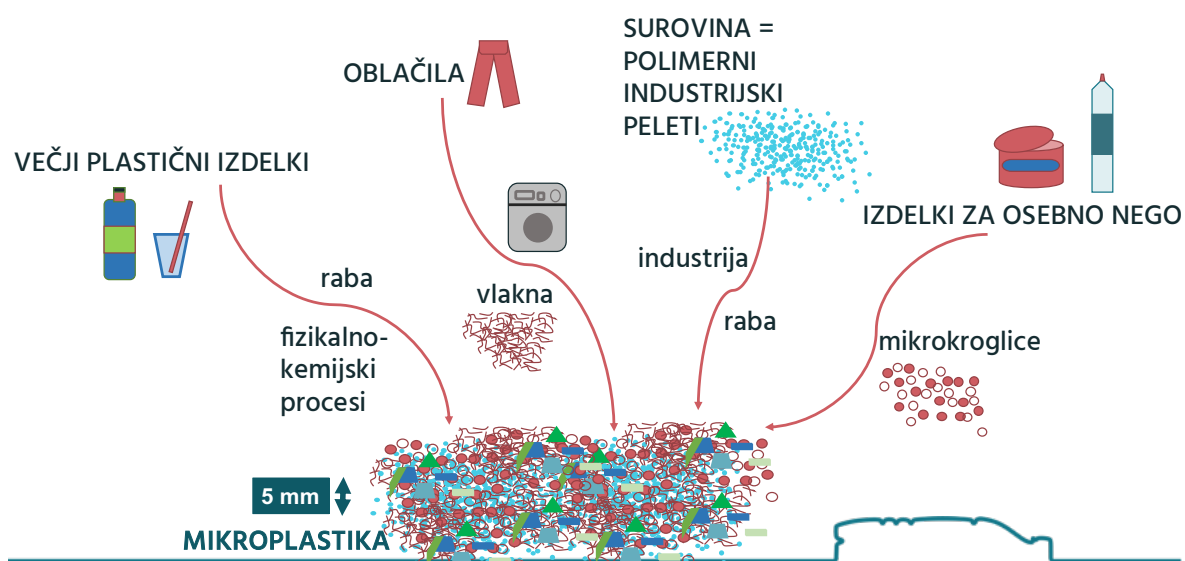 SUROVINA =
POLIMERNI
INDUSTRIJSKI
PELETI
OBLAČILA
VEČJI PLASTIČNI IZDELKI
IZDELKI ZA OSEBNO NEGO
industrija
raba
vlakna
raba
fizikalno-
kemijski
procesi
mikrokroglice
5 mm
MIKROPLASTIKA